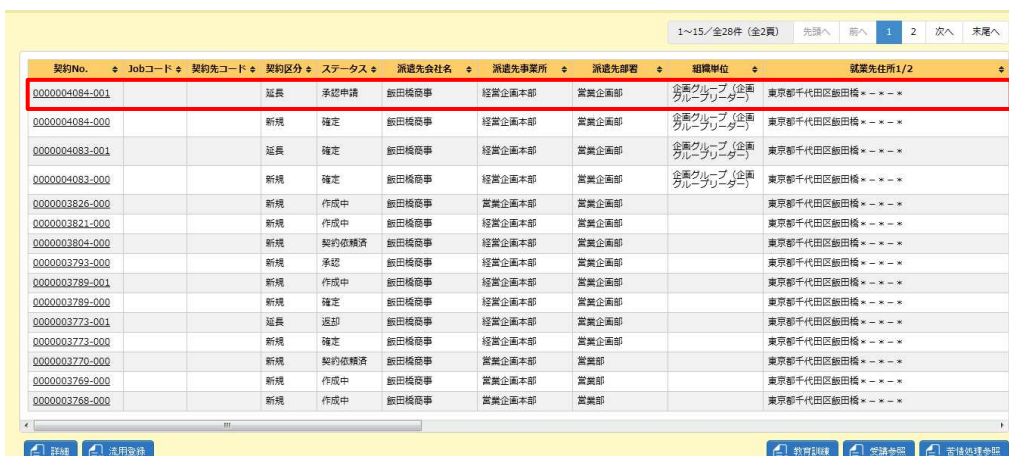 1～15／全28件（全2頁） 先頭へ 前へ 1 2 次へ 末尾へ
契約No. Jobコード 契約先コード 契約区分 ステータス 派遣先会社名 派遣先事業所 派遣先部署 組織単位 就業先住所1/2
0000004084-001 延長 承認申請 飯田橋商事 経営企画本部 営業企画部 企画グループ（企画グループリーダー） 東京都千代田区飯田橋＊－＊－＊
0000004084-000 新規 確定 飯田橋商事 経営企画本部 営業企画部 企画グループ（企画グループリーダー） 東京都千代田区飯田橋＊－＊－＊
0000004083-001 延長 確定 飯田橋商事 経営企画本部 営業企画部 企画グループ（企画グループリーダー） 東京都千代田区飯田橋＊－＊－＊
0000004083-000 新規 確定 飯田橋商事 経営企画本部 営業企画部 企画グループ（企画グループリーダー） 東京都千代田区飯田橋＊－＊－＊
0000003826-000 新規 作成中 飯田橋商事 営業企画本部 営業企画部 東京都千代田区飯田橋＊－＊－＊
0000003821-000 新規 作成中 飯田橋商事 経営企画本部 営業企画部 東京都千代田区飯田橋＊－＊－＊
0000003804-000 新規 契約依頼済 飯田橋商事 経営企画本部 営業企画部 東京都千代田区飯田橋＊－＊－＊
0000003793-000 新規 承認 飯田橋商事 経営企画本部 営業企画部 東京都千代田区飯田橋＊－＊－＊
0000003789-001 新規 作成中 飯田橋商事 経営企画本部 営業企画部 東京都千代田区飯田橋＊－＊－＊
0000003789-000 新規 確定 飯田橋商事 経営企画本部 営業企画部 東京都千代田区飯田橋＊－＊－＊
0000003773-001 延長 返却 飯田橋商事 経営企画本部 営業企画部 東京都千代田区飯田橋＊－＊－＊
0000003773-000 新規 確定 飯田橋商事 経営企画本部 営業企画部 東京都千代田区飯田橋＊－＊－＊
0000003770-000 新規 契約依頼済 飯田橋商事 営業企画本部 営業部 東京都千代田区飯田橋＊－＊－＊
0000003769-000 新規 作成中 飯田橋商事 営業企画本部 営業部 東京都千代田区飯田橋＊－＊－＊
0000003768-000 新規 作成中 飯田橋商事 営業企画本部 営業部 東京都千代田区飯田橋＊－＊－＊
詳細 流用登録 教育訓練 受講参照 苦情処理参照